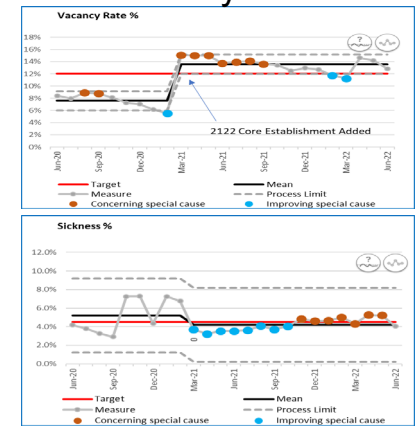 Vacancy Rate %
18%
16%
14%
12%
10%
8%
6%
4%
2%
0%
?
2122 Core Establishment Added
Jun-20 Sep-20 Dec-20 Mar-21 Jun-21 Sep-21 Dec-21 Mar-22 Jun-22
Target Mean
Measure Process Limit
Concerning special cause Improving special cause
Sickness %
12.0%
10.0%
8.0%
6.0%
4.0%
2.0%
0.0%
?
Jun-20 Sep-20 Dec-20 Mar-21 Jun-21 Sep-21 Dec-21 Mar-22 Jun-22
Target Mean
Measure Process Limit
Concerning special cause Improving special cause